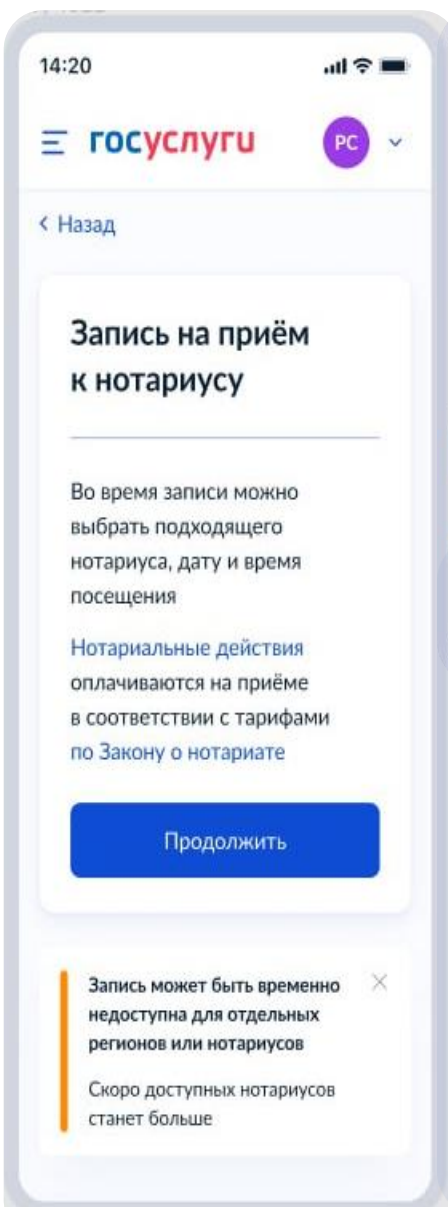 14:20
госуслуги
РС
Назад
Запись на приём
к нотариусу
Во время записи можно
выбрать подходящего
нотариуса, дату и время
посещения
Нотариальные действия
оплачиваются на приёме
в соответствии с тарифами
по Закону о нотариате
Продолжить
Запись может быть временно
недоступна для отдельных
регионов или нотариусов
Скоро доступных нотариусов
станет больше